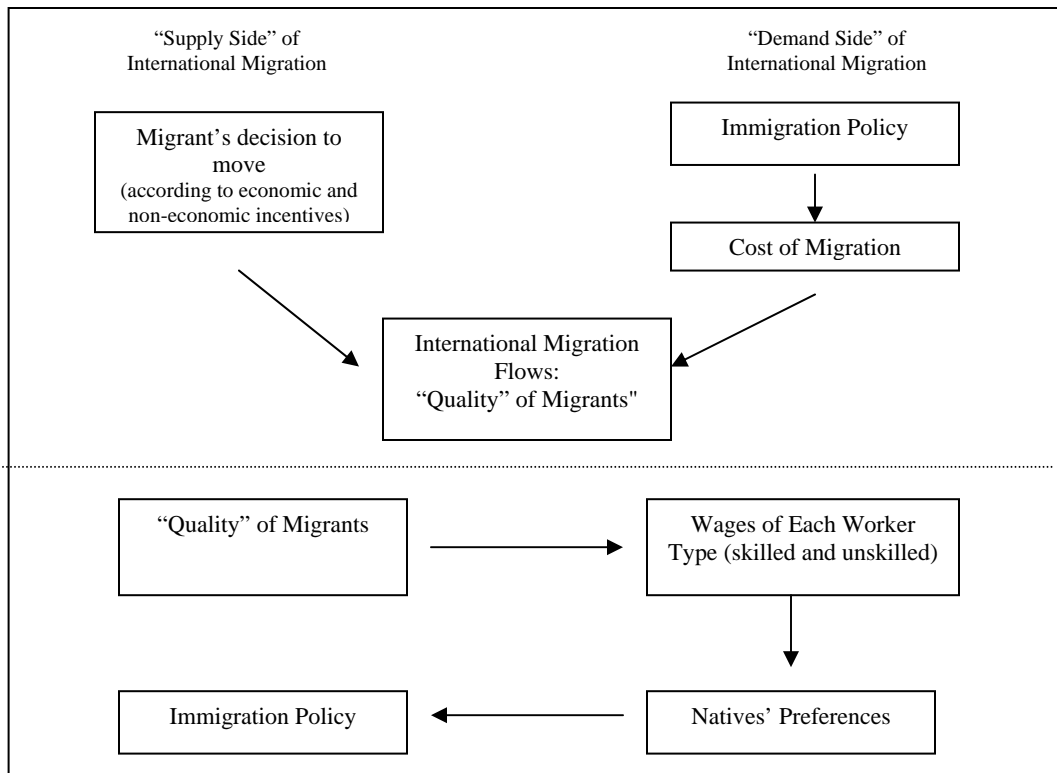 “Supply Side” of
International Migration
“Demand Side” of
International Migration
Migrant’s decision to
move
(according to economic and
non-economic incentives)
Immigration Policy
Cost of Migration
International Migration
Flows:
“Quality” of Migrants"
“Quality” of Migrants
Wages of Each Worker
Type (skilled and unskilled)
Immigration Policy
Natives’ Preferences